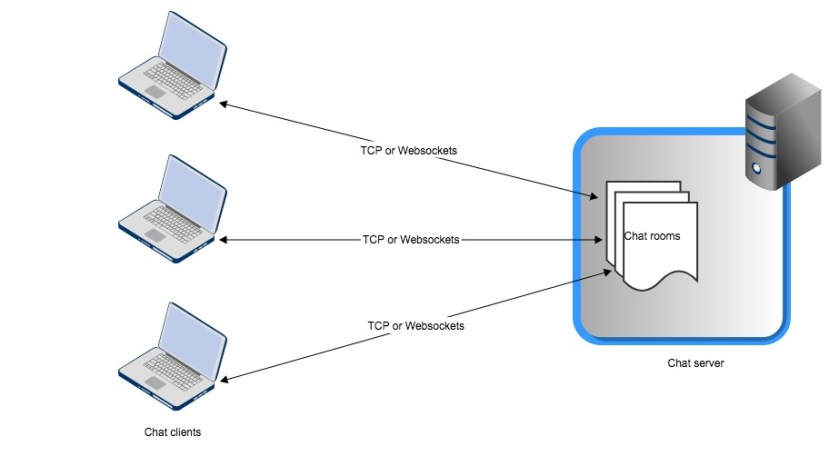 TCP or Websockets
TCP or Websockets
Chat rooms
TCP or Websockets
Chat server
Chat clients